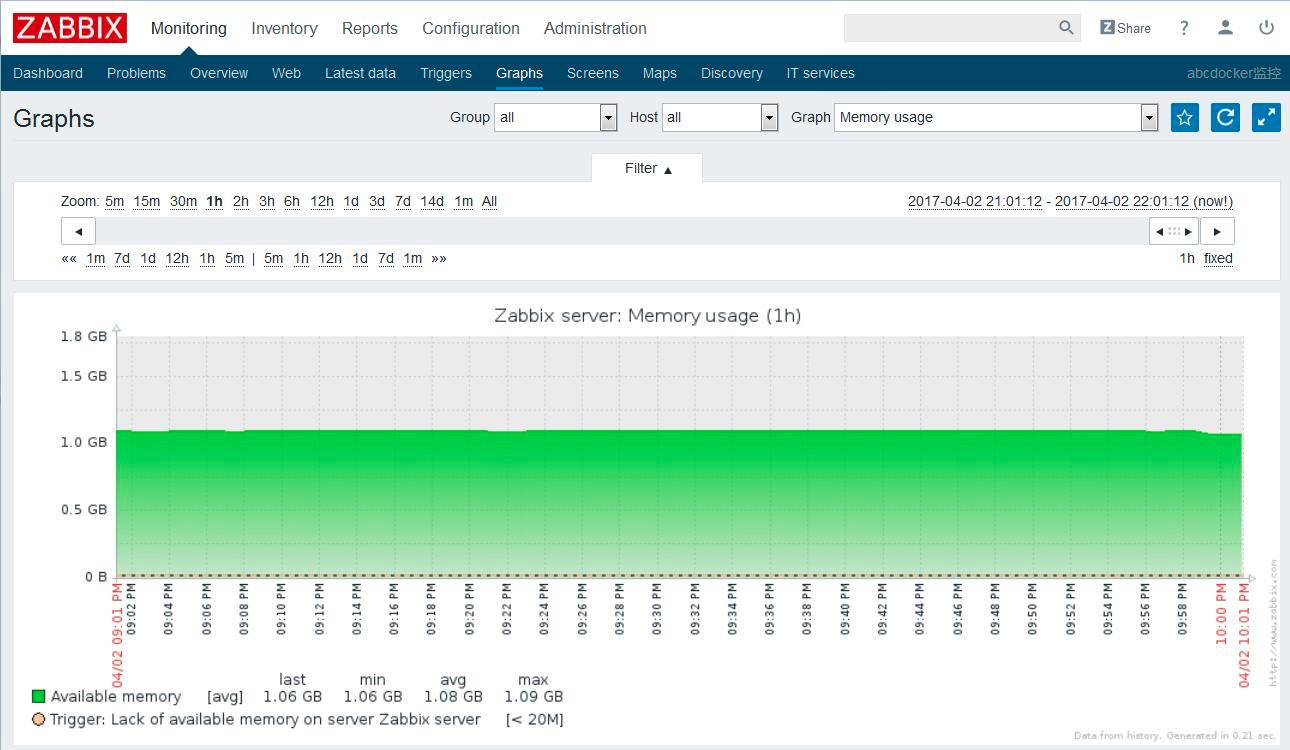 ZABBIX Monitoring Inventory Reports Configuration Administration Z Share ?
Dashboard Problems Overview Web Latest data Triggers Graphs Screens Maps Discovery IT services abcdocker监控
Graphs Group all Host all Graph Memory usage
Filter ▲
Zoom: 5m 15m 30m 1h 2h 3h 6h 12h 1d 3d 7d 14d 1m All 2017-04-02 21:01:12 - 2017-04-02 22:01:12 (now!)
«« 1m 7d 1d 12h 1h 5m | 5m 1h 12h 1d 7d 1m »» 1h fixed
Zabbix server: Memory usage (1h)
1.8 GB
1.5 GB
1.0 GB
0.5 GB
0 B
04/02 09:01 PM 09:02 PM 09:04 PM 09:06 PM 09:08 PM 09:10 PM 09:12 PM 09:14 PM 09:16 PM 09:18 PM 09:20 PM 09:22 PM 09:24 PM 09:26 PM 09:28 PM 09:30 PM 09:32 PM 09:34 PM 09:36 PM 09:38 PM 09:40 PM 09:42 PM 09:44 PM 09:46 PM 09:48 PM 09:50 PM 09:52 PM 09:54 PM 09:56 PM 09:58 PM 10:00 PM 04/02 10:01 PM
http://www.zabbix.com
last min avg max
Available memory [avg] 1.06 GB 1.06 GB 1.08 GB 1.09 GB
Trigger: Lack of available memory on server Zabbix server [< 20M]
Data from history. Generated in 0.21 sec.